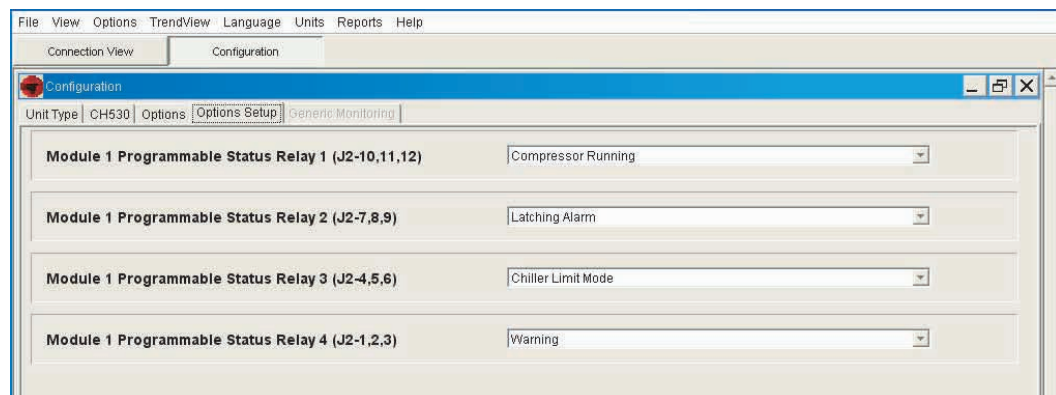 File View Options TrendView Language Units Reports Help
Connection View Configuration
Configuration
Unit Type CH530 Options Options Setup Generic Monitoring
Module 1 Programmable Status Relay 1 (J2-10,11,12) Compressor Running
Module 1 Programmable Status Relay 2 (J2-7,8,9) Latching Alarm
Module 1 Programmable Status Relay 3 (J2-4,5,6) Chiller Limit Mode
Module 1 Programmable Status Relay 4 (J2-1,2,3) Warning